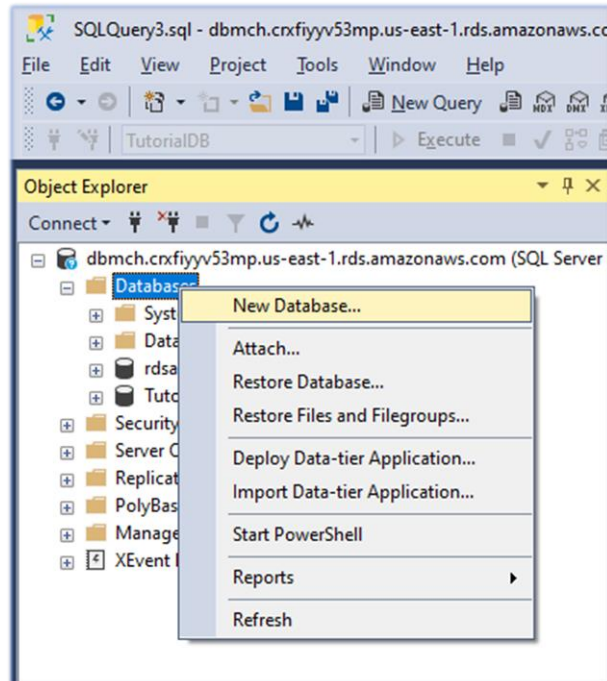 SQLQuery3.sql - dbmch.crxfiyyv53mp.us-east-1.rds.amazonaws.co
File Edit View Project Tools Window Help
New Query MDX DMX
TutorialDB Execute
Object Explorer
Connect
dbmch.crxfiyyv53mp.us-east-1.rds.amazonaws.com (SQL Server
Databases
Syst
Data
rdsa
Tuto
Security
Server O
Replicat
PolyBas
Manage
XEvent
New Database...
Attach...
Restore Database...
Restore Files and Filegroups...
Deploy Data-tier Application...
Import Data-tier Application...
Start PowerShell
Reports
Refresh